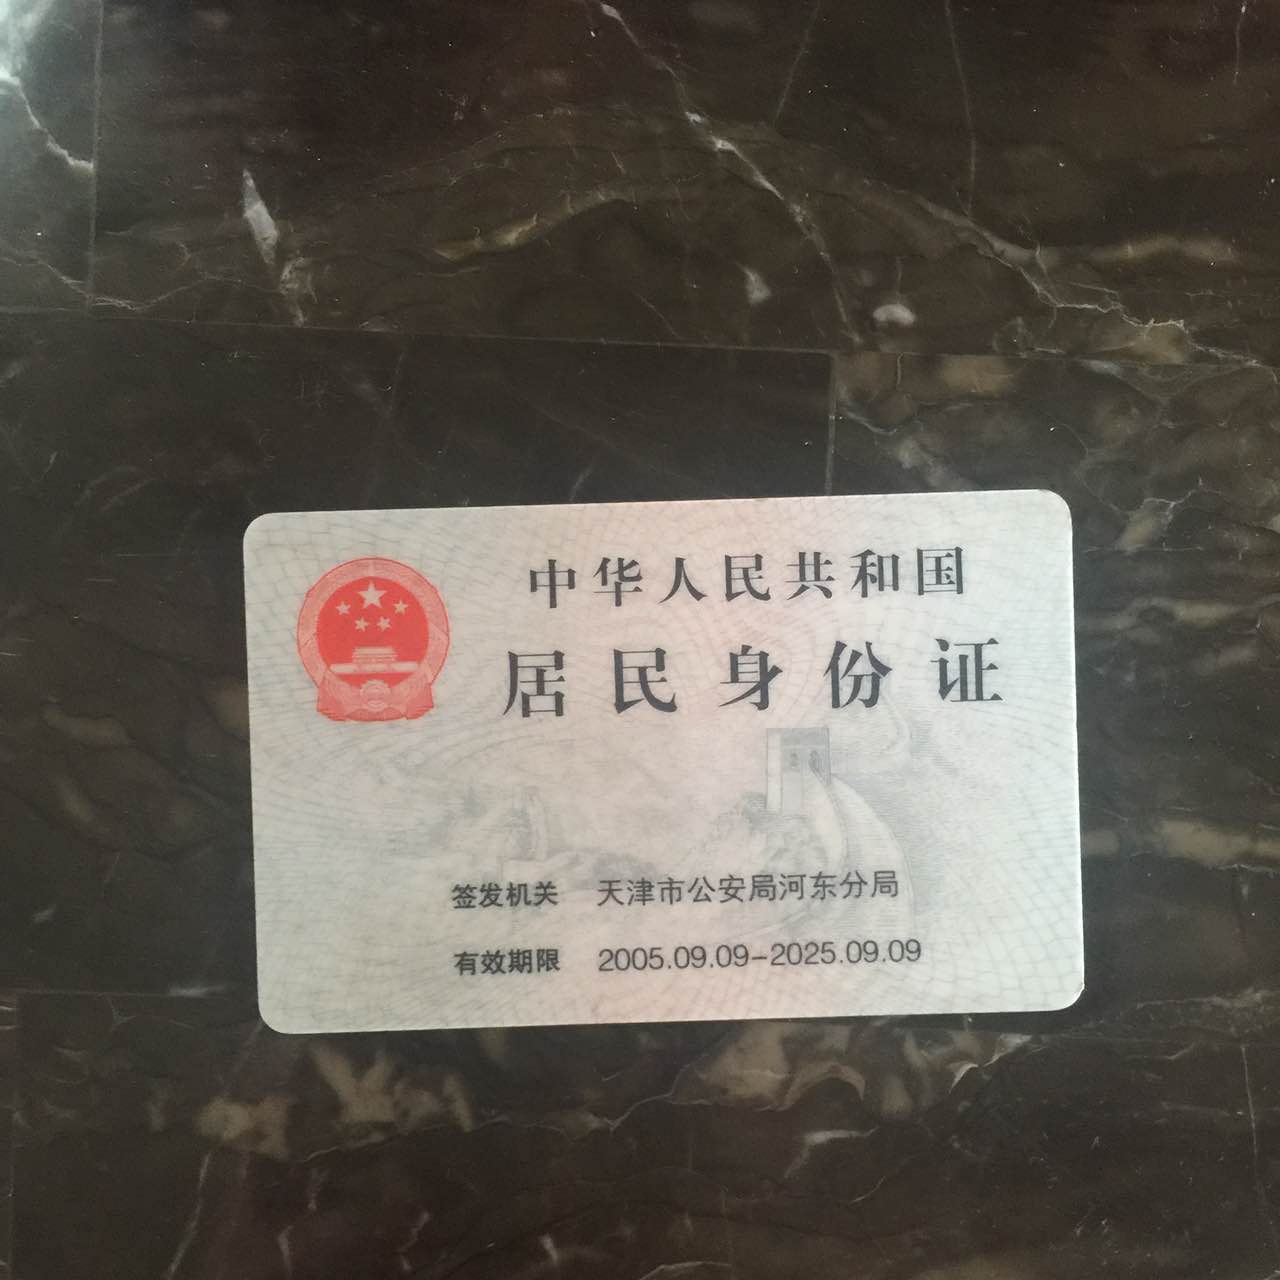 中华人民共和国
居民身份证
签发机关 天津市公安局河东分局
有效期限 2005.09.09-2025.09.09